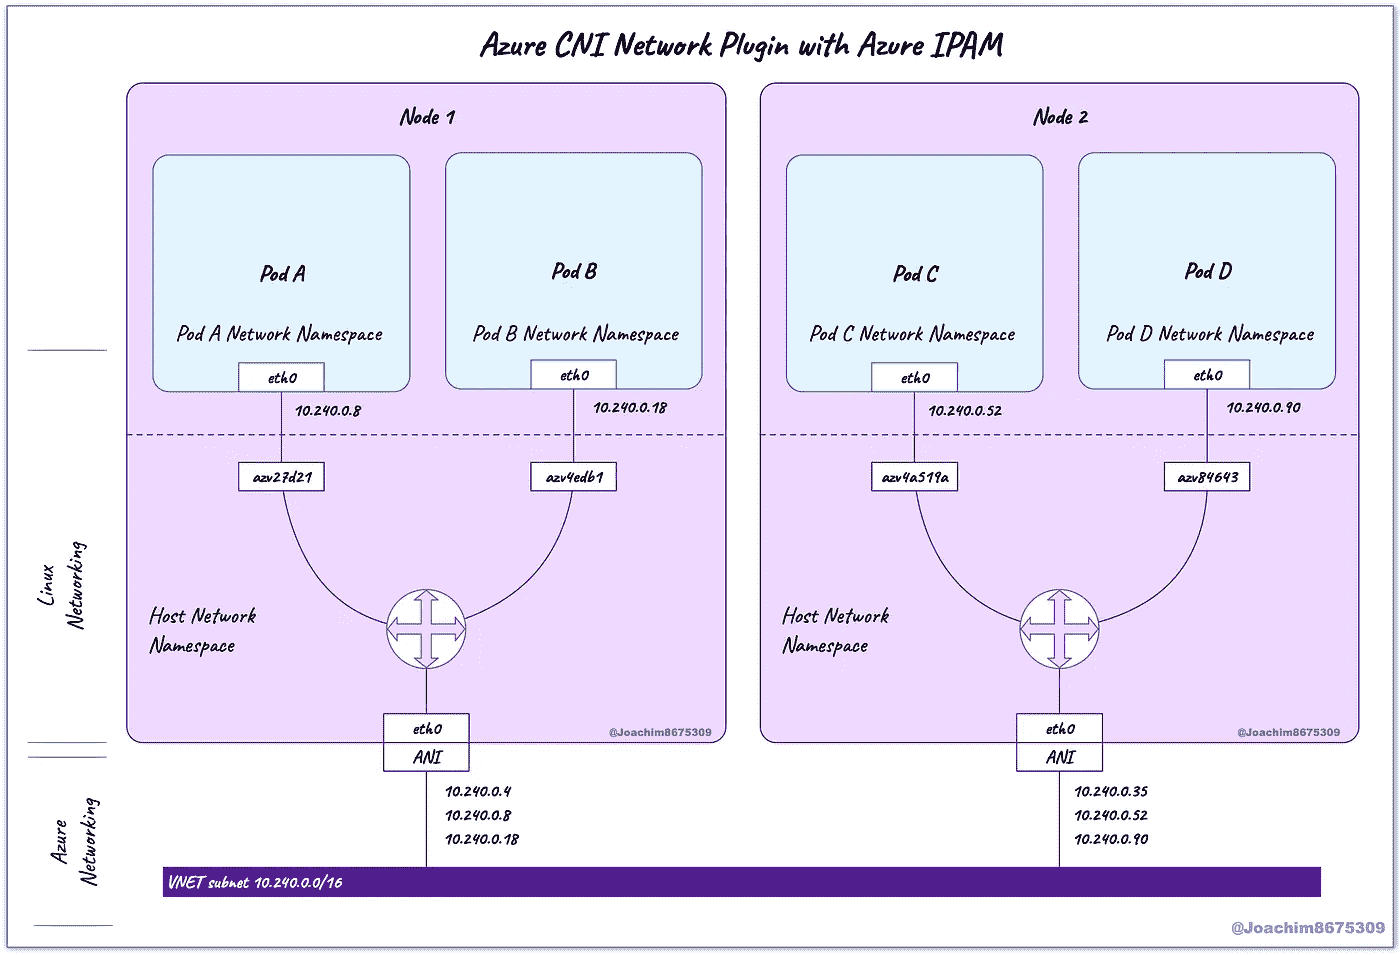 Azure CNI Network Plugin with Azure IPAM
Node 1
Pod A
Pod A Network Namespace
eth0
10.240.0.8
Pod B
Pod B Network Namespace
eth0
10.240.0.18
azv27d21
azv4edb1
Host Network
Namespace
eth0
@Joachim8675309
ANI
10.240.0.4
10.240.0.8
10.240.0.18
Node 2
Pod C
Pod C Network Namespace
eth0
10.240.0.52
Pod D
Pod D Network Namespace
eth0
10.240.0.90
azv4a519a
azv84643
Host Network
Namespace
eth0
@Joachim8675309
ANI
10.240.0.35
10.240.0.52
10.240.0.90
Linux
Networking
Azure
Networking
VNET subnet 10.240.0.0/16
@Joachim8675309